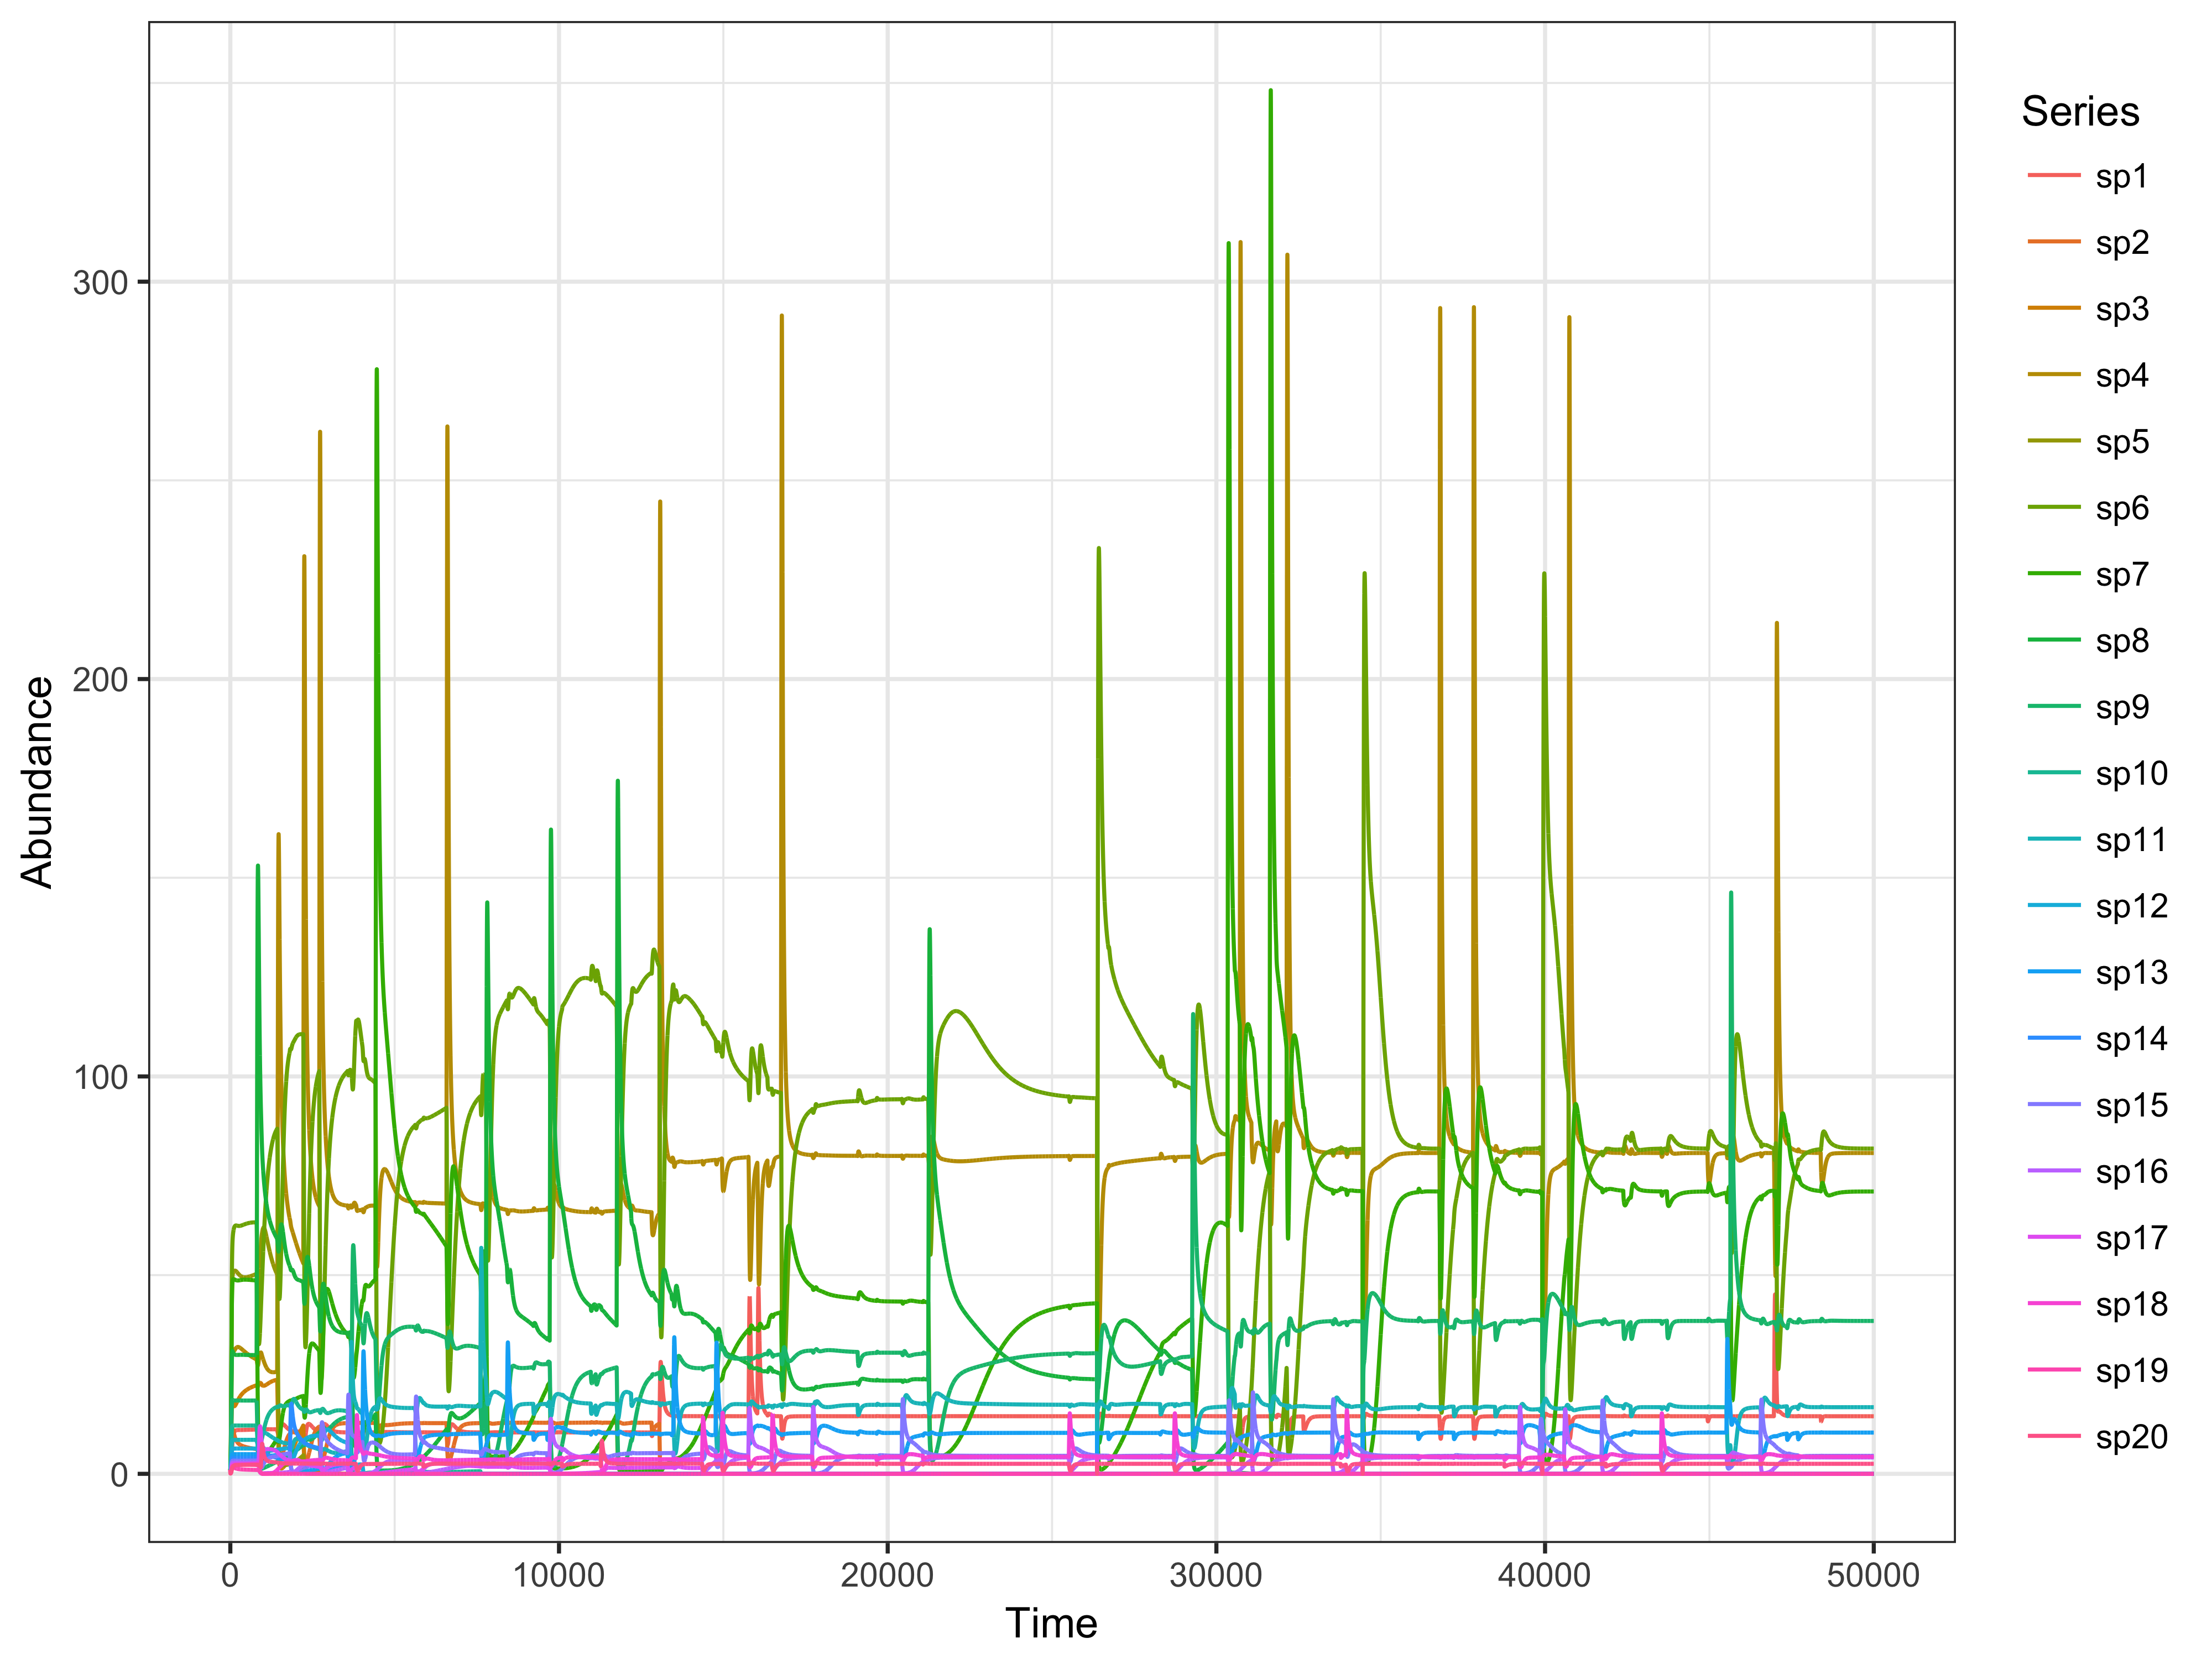 Series
sp1
sp2
sp3
sp4
sp5
sp6
sp7
sp8
sp9
sp10
sp11
sp12
sp13
sp14
sp15
sp16
sp17
sp18
sp19
sp20
Abundance
300
200
100
0
0 10000 20000 30000 40000 50000
Time